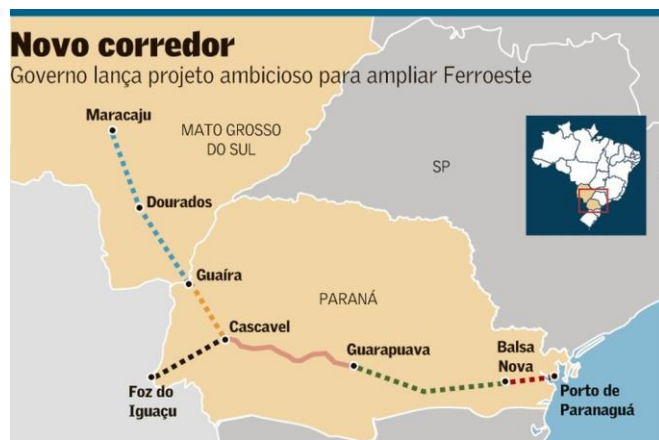 Novo corredor
Governo lança projeto ambicioso para ampliar Ferroeste
Maracaju
MATO GROSSO
DO SUL
SP
Dourados
Guaíra
PARANÁ
Cascavel
Guarapuava
Balsa
Nova
Foz do
Iguaçu
Porto de
Paranaguá